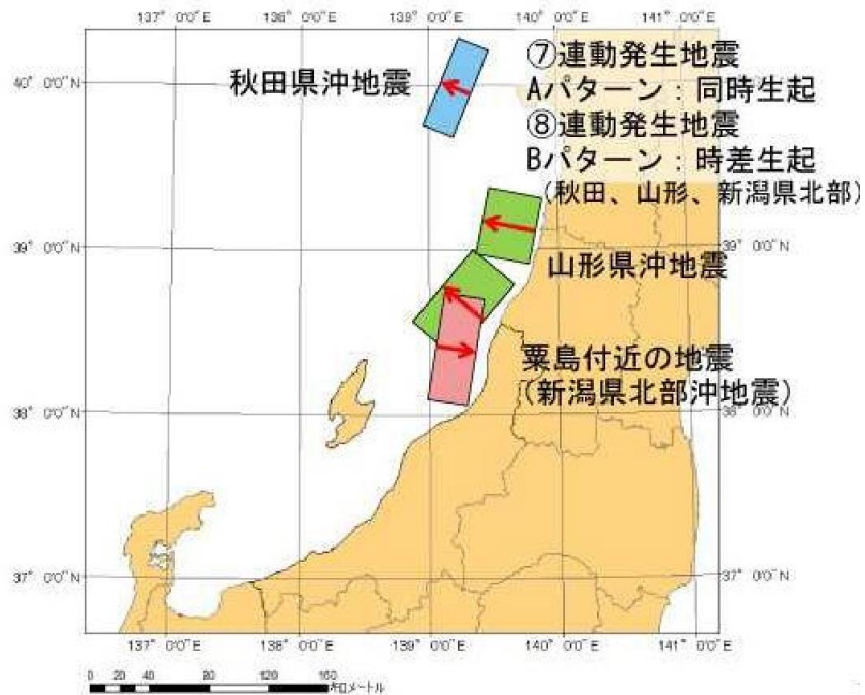 137° 0'0"E
138° 0'0"E
139° 0'0"E
140° 0'0"E
141° 0'0"E
⑦連動発生地震
40° 0'0"N
秋田県沖地震
Aパターン：同時生起
⑧連動発生地震
Bパターン：時差生起
(秋田、山形、新潟県北部)
39° 0'0"N
39° 0'0"N
山形県沖地震
粟島付近の地震
(新潟県北部沖地震)
38° 0'0"N
37° 0'0"N
37° 0'0"N
137° 0'0"E
138° 0'0"E
139° 0'0"E
140° 0'0"E
141° 0'0"E
0 20 40 80 120 160
キロメートル